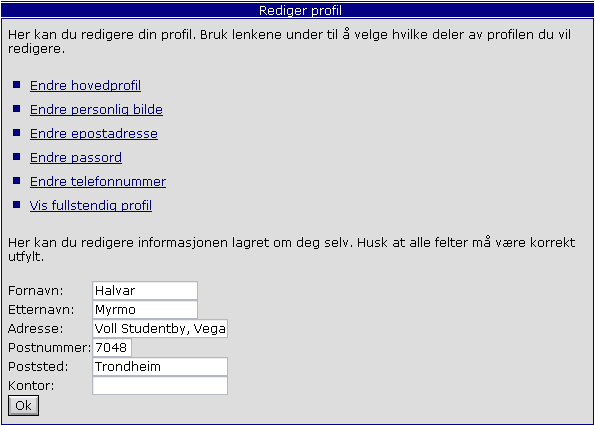 Rediger profil
Her kan du redigere din profil. Bruk lenkene under til å velge hvilke deler av profilen du vil
redigere.
Endre hovedprofil
Endre personlig bilde
Endre epostadresse
Endre passord
Endre telefonnummer
Vis fullstendig profil
Her kan du redigere informasjonen lagret om deg selv. Husk at alle felter må være korrekt
utfylt.
Fornavn: Halvar
Etternavn: Myrmo
Adresse: Voll Studentby, Vega
Postnummer: 7048
Poststed: Trondheim
Kontor:
Ok